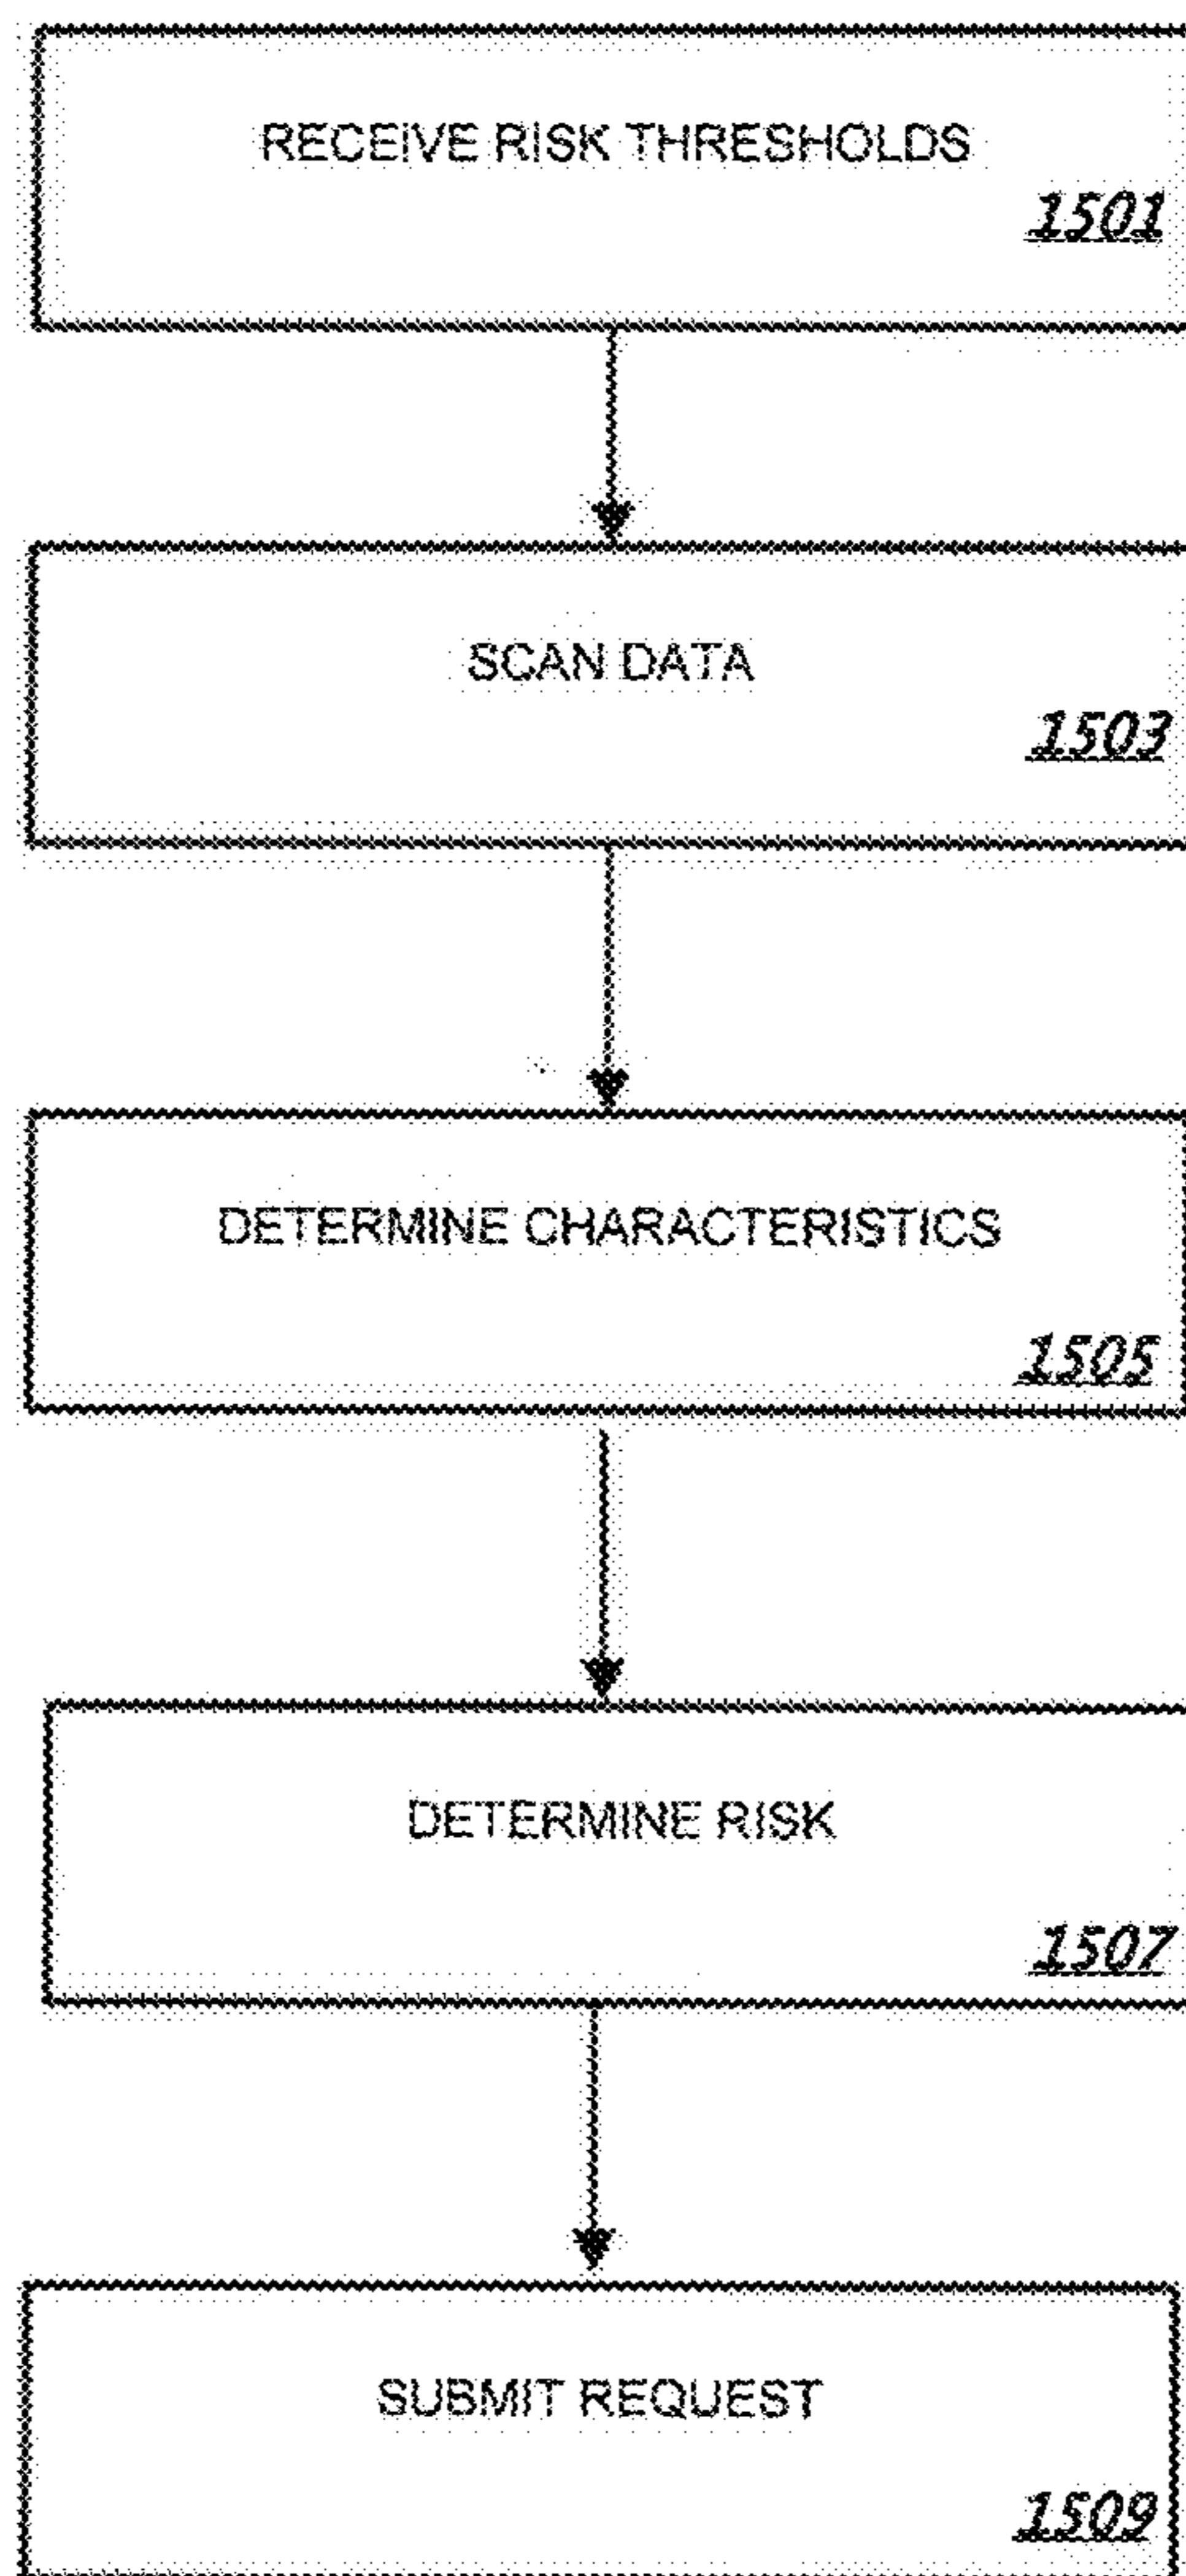 RECEIVE RISK THRESHOLDS
1501
SCAN DATA
1503
DETERMINE CHARACTERISTICS
1505
DETERMINE RISK
1507
SUBMIT REQUEST
1509